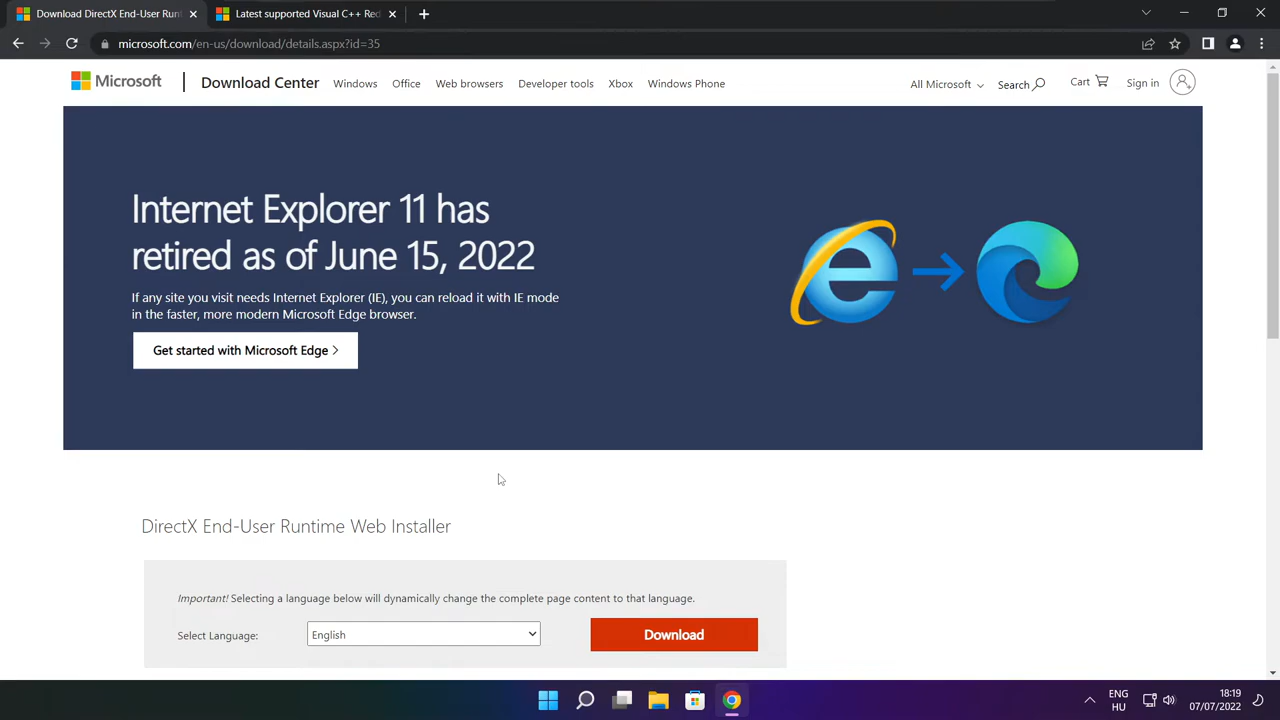 Download DirectX End-User Runt
Latest supported Visual C++ Red
microsoft.com/en-us/download/details.aspx?id=35
Microsoft
Download Center
Windows
Office
Web browsers
Developer tools
Xbox
Windows Phone
All Microsoft
Search
Cart
Sign in
Internet Explorer 11 has
retired as of June 15, 2022
If any site you visit needs Internet Explorer (IE), you can reload it with IE mode
in the faster, more modern Microsoft Edge browser.
Get started with Microsoft Edge
DirectX End-User Runtime Web Installer
Important! Selecting a language below will dynamically change the complete page content to that language.
Select Language:
English
Download
ENG
HU
18:19
07/07/2022